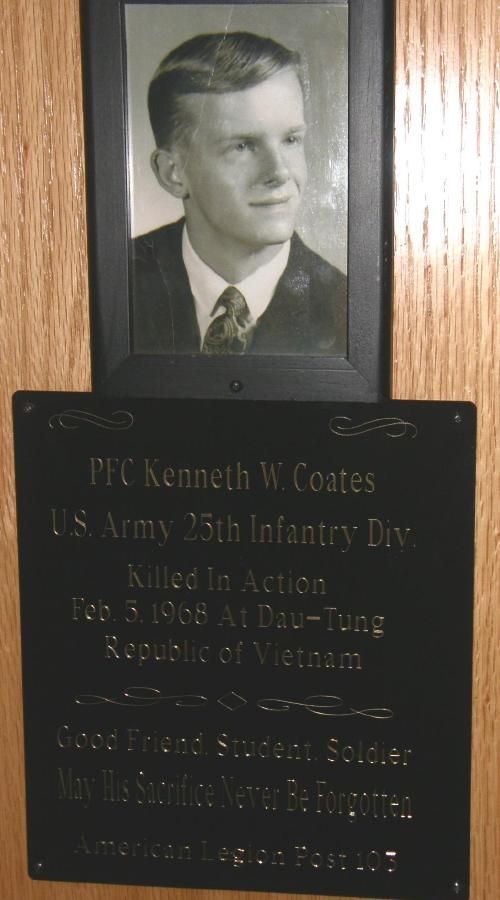 PFC Kenneth W. Coates
U.S. Army 25th Infantry Div.
Killed In Action
Feb. 5, 1968 At Dau-Tung
Republic of Vietnam
Good Friend, Student, Soldier
May His Sacrifice Never Be Forgotten
American Legion Post 103